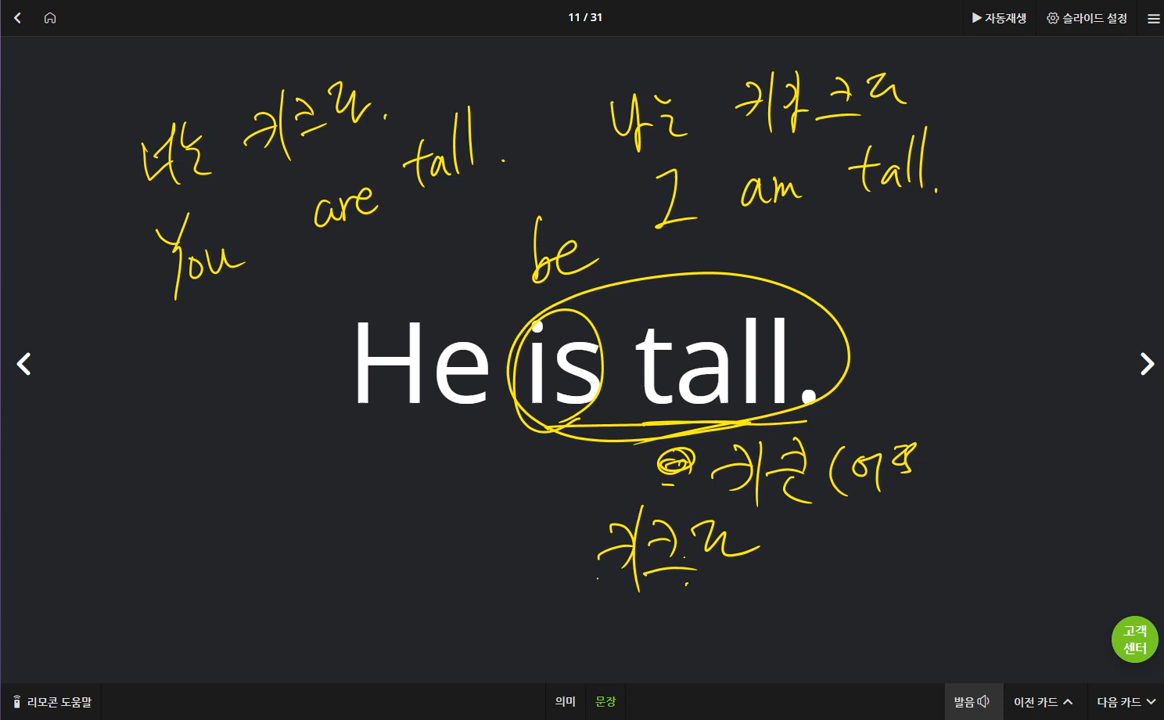 11 / 31
자동재생
슬라이드 설정
너는 키크다.
are tall.
You
나는 키가 크다
I am tall.
be
He is tall.
키큰 (여
키크다
고객
센터
리모콘 도움말
의미
문장
발음
이전 카드
다음 카드